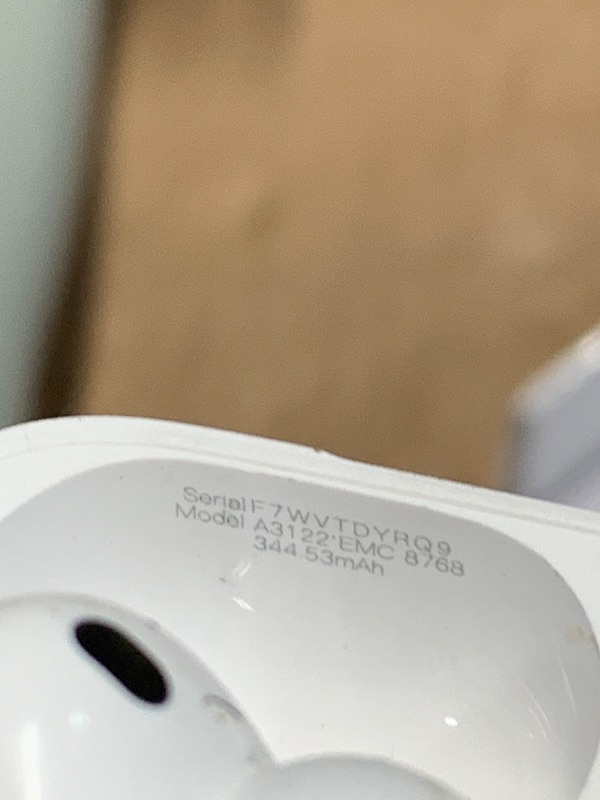 Serial F7WVTDYRQ9
Model A3122·EMC 8768
344.53mAh